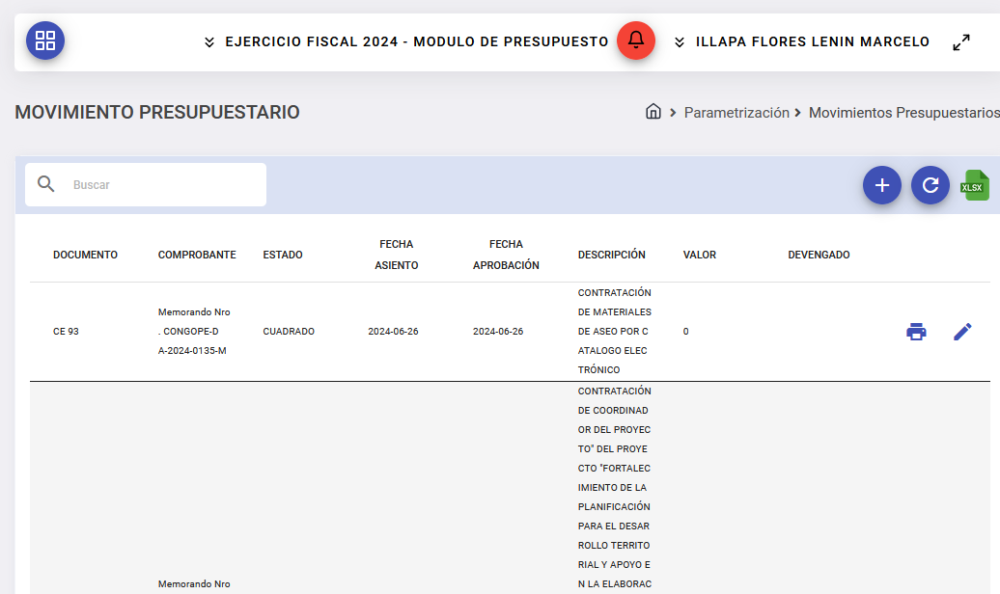 EJERCICIO FISCAL 2024 - MODULO DE PRESUPUESTO
ILLAPA FLORES LENIN MARCELO
MOVIMIENTO PRESUPUESTARIO
Parametrización
Movimientos Presupuestarios
Buscar
XLSX
DOCUMENTO
COMPROBANTE
ESTADO
FECHA
ASIENTO
FECHA
APROBACIÓN
DESCRIPCIÓN
VALOR
DEVENGADO
CE 93
Memorando Nro
. CONGOPE-D
A-2024-0135-M
CUADRADO
2024-06-26
2024-06-26
CONTRATACIÓN
DE MATERIALES
DE ASEO POR C
ATALOGO ELEC
TRÓNICO
0
Memorando Nro
CONTRATACIÓN
DE COORDINAD
OR DEL PROYEC
TO" DEL PROYE
CTO "FORTALEC
IMIENTO DE LA
PLANIFICACIÓN
PARA EL DESAR
ROLLO TERRITO
RIAL Y APOYO E
N LA ELABORAC